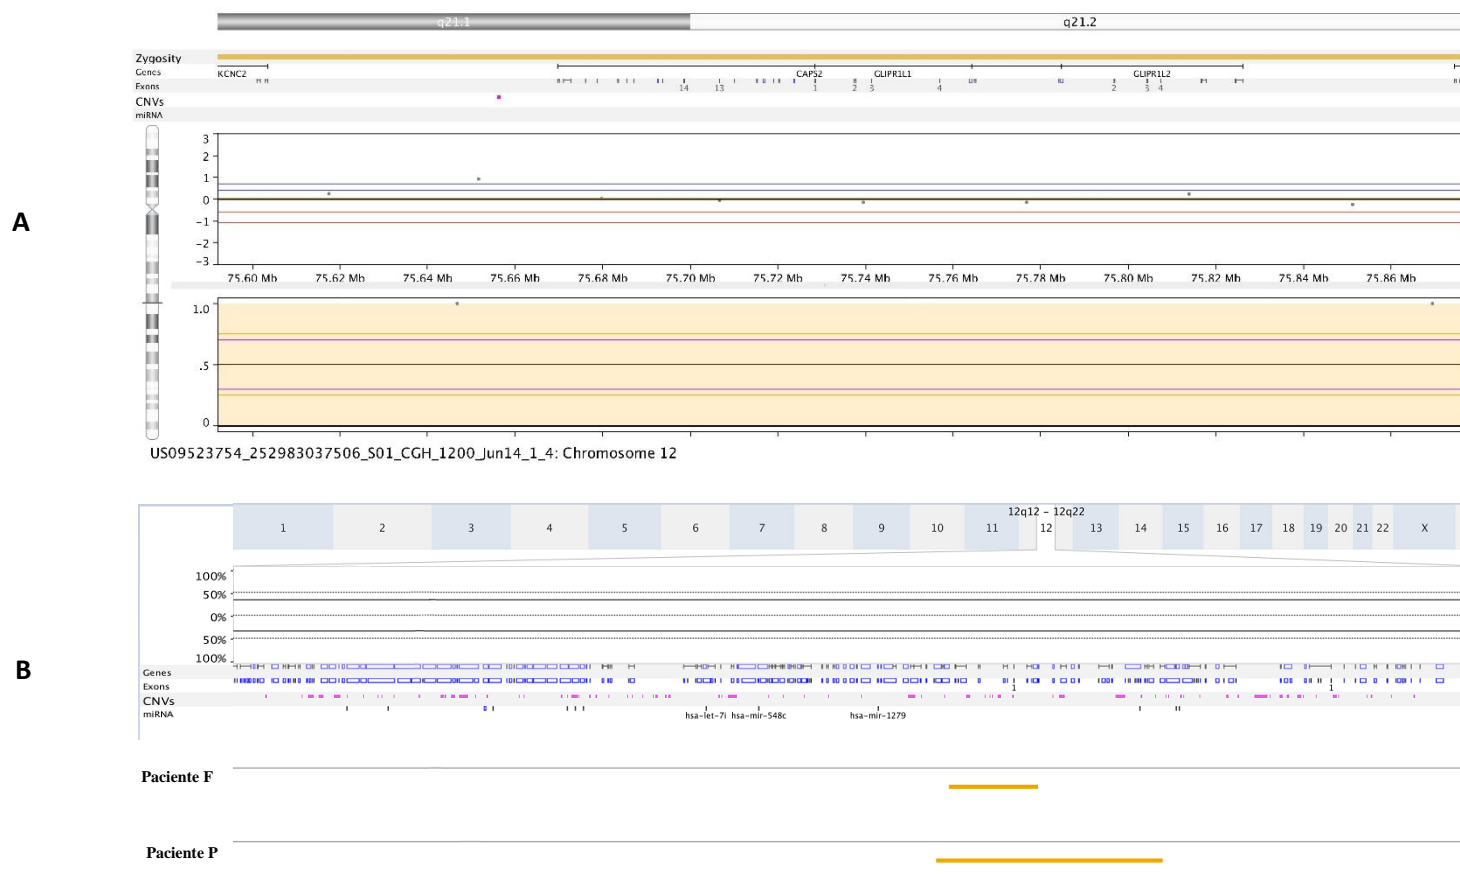 q21.1 q21.2
Zygosity
Genes KCNC2 CAPS2 GLIPR1L1 GLIPR1L2
Exons 14 13 1 2 3 4 2 3 4
CNVs
miRNA
A
3
2
1
0
−1
−2
−3
75.60 Mb 75.62 Mb 75.64 Mb 75.66 Mb 75.68 Mb 75.70 Mb 75.72 Mb 75.74 Mb 75.76 Mb 75.78 Mb 75.80 Mb 75.82 Mb 75.84 Mb 75.86 Mb
1.0
.5
0
US09523754_252983037506_S01_CGH_1200_Jun14_1_4: Chromosome 12
B
12q12 − 12q22
1 2 3 4 5 6 7 8 9 10 11 12 13 14 15 16 17 18 19 20 21 22 X
100%
50%
0%
50%
100%
Genes
Exons
1 1
CNVs
miRNA hsa−let−7i hsa−mir−548c hsa−mir−1279
Paciente F
Paciente P